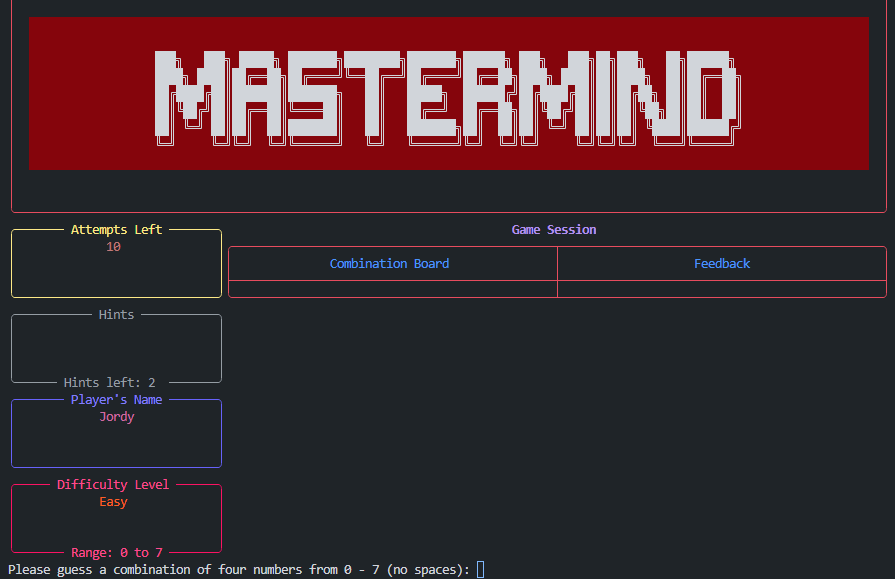 MASTERMIND
Attempts Left
10
Game Session
Combination Board
Feedback
Hints
Hints left: 2
Player's Name
Jordy
Difficulty Level
Easy
Range: 0 to 7
Please guess a combination of four numbers from 0 - 7 (no spaces):